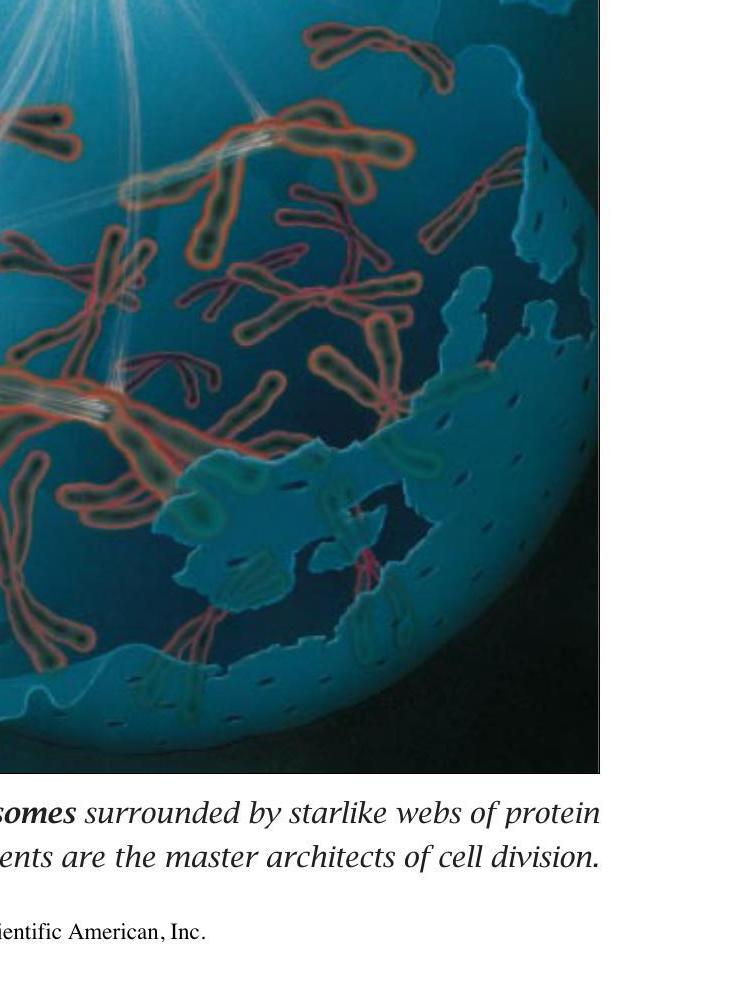 somes surrounded by starlike webs of protein
ents are the master architects of cell division.
ientific American, Inc.